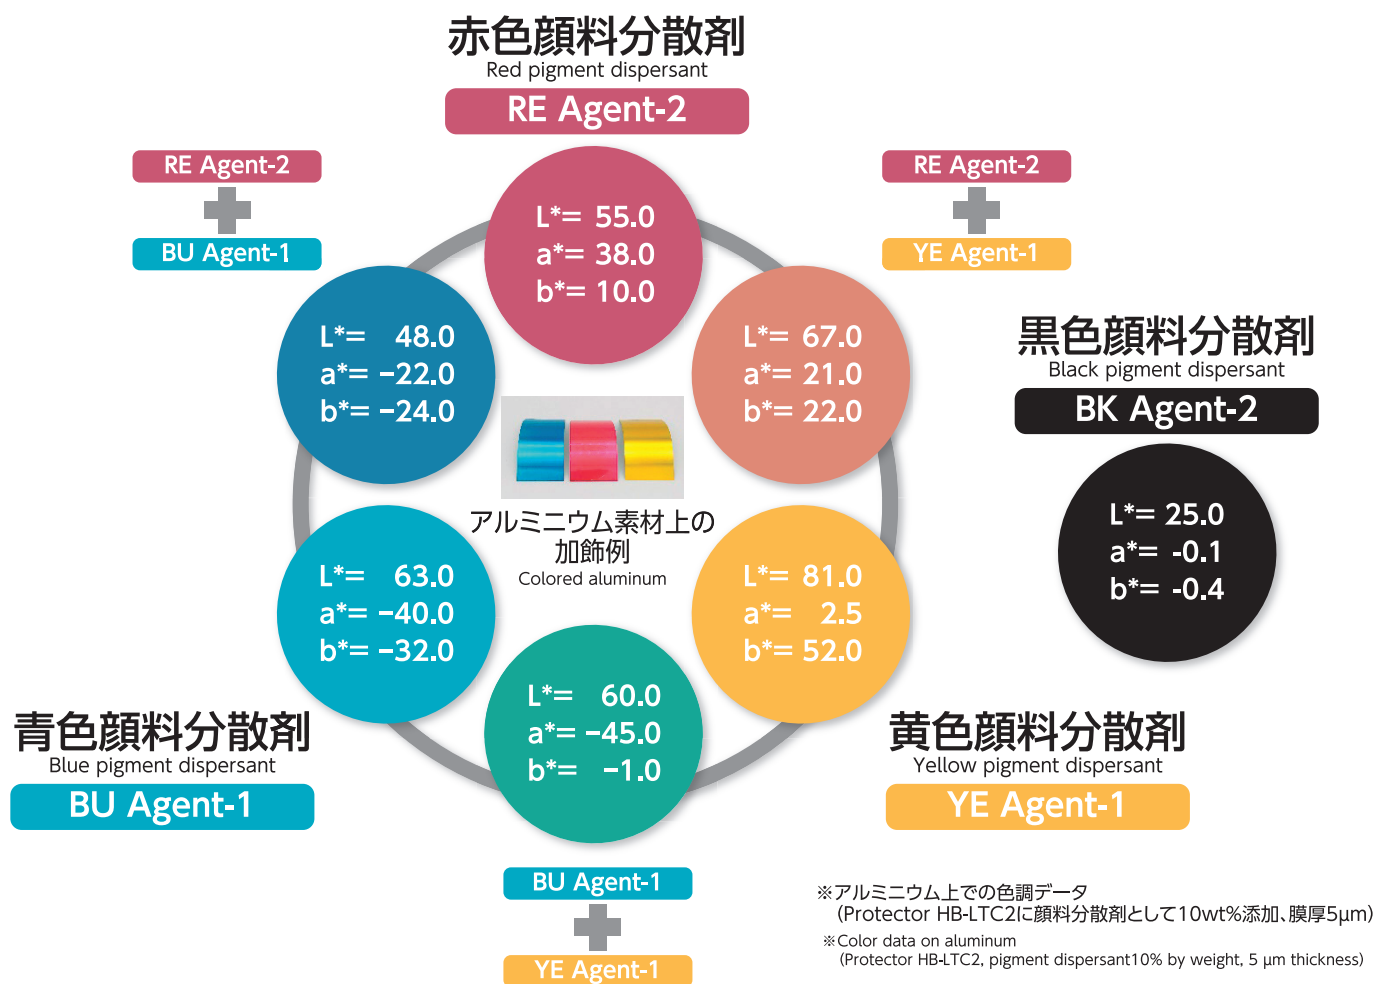 赤色顔料分散剤
Red pigment dispersant
RE Agent-2
RE Agent-2
BU Agent-1
RE Agent-2
YE Agent-1
L*= 55.0
a*= 38.0
b*= 10.0
L*= 48.0
a*= −22.0
b*= −24.0
L*= 67.0
a*= 21.0
b*= 22.0
黒色顔料分散剤
Black pigment dispersant
BK Agent-2
L*= 25.0
a*= -0.1
b*= -0.4
アルミニウム素材上の
加飾例
Colored aluminum
L*= 63.0
a*= −40.0
b*= −32.0
L*= 81.0
a*= 2.5
b*= 52.0
L*= 60.0
a*= −45.0
b*= −1.0
青色顔料分散剤
Blue pigment dispersant
BU Agent-1
黄色顔料分散剤
Yellow pigment dispersant
YE Agent-1
BU Agent-1
YE Agent-1
※アルミニウム上での色調データ
(Protector HB-LTC2に顔料分散剤として10wt%添加、膜厚5μm)
※Color data on aluminum
(Protector HB-LTC2, pigment dispersant10% by weight, 5 μm thickness)